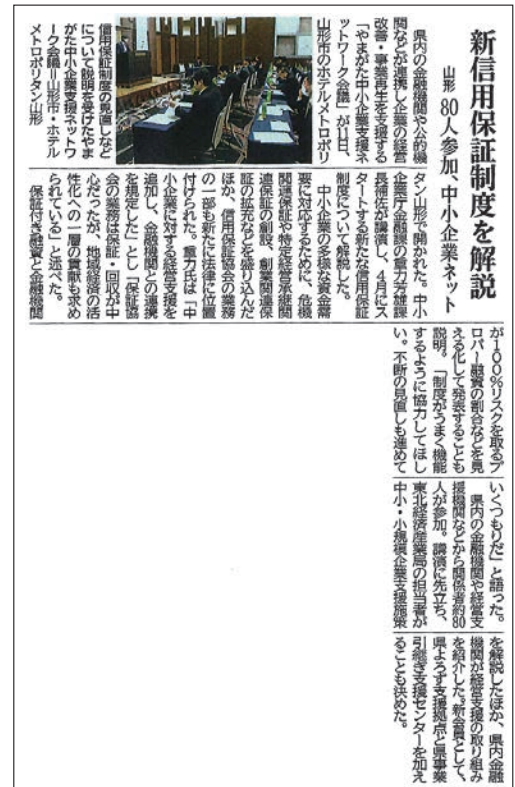 新信用保証制度を解説
山形 80人参加、中小企業ネット
県内の金融機関や公的機
関などが連携し企業の経営
改善・事業再生を支援する
「やまがた中小企業支援ネ
ットワーク会議」が11日、
山形市のホテルメトロポリ
タン山形で開かれた。中小
企業庁金融課の重力芳雄課
長補佐が講演し、4月にス
タートする新たな信用保証
制度について解説した。
中小企業の多様な資金需
要に対応するために、危機
関連保証や特定経営承継関
連保証の創設、創業関連保
証の拡充などを盛り込んだ
ほか、信用保証協会の業務
の一部も新たに法律に位置
付けられた。重力氏は「中
小企業に対する経営支援を
追加し、金融機関との連携
を規定した」とし「保証協
会の業務は保証・回収が中
心だったが、地域経済の活
性化への一層の貢献も求め
られている」と述べた。
保証付き融資と金融機関
が100%リスクを取るプ
ロパー融資の割合などを見
える化して発表することも
説明。「制度がうまく機能
するように協力してほし
い。不断の見直しも進めて
いくつもりだ」と語った。
県内の金融機関や経営支
援機関などから関係者約80
人が参加。講演に先立ち、
東北経済産業局の担当者が
中小・小規模企業支援施策
を解説したほか、県内金融
機関が経営支援の取り組み
を紹介した。新会員として、
県よろず支援拠点と県事業
引継ぎ支援センターを加え
ることも決めた。
信用保証制度の見直しなど
について説明を受けたやま
がた中小企業支援ネットワ
ーク会議=山形市・ホテル
メトロポリタン山形